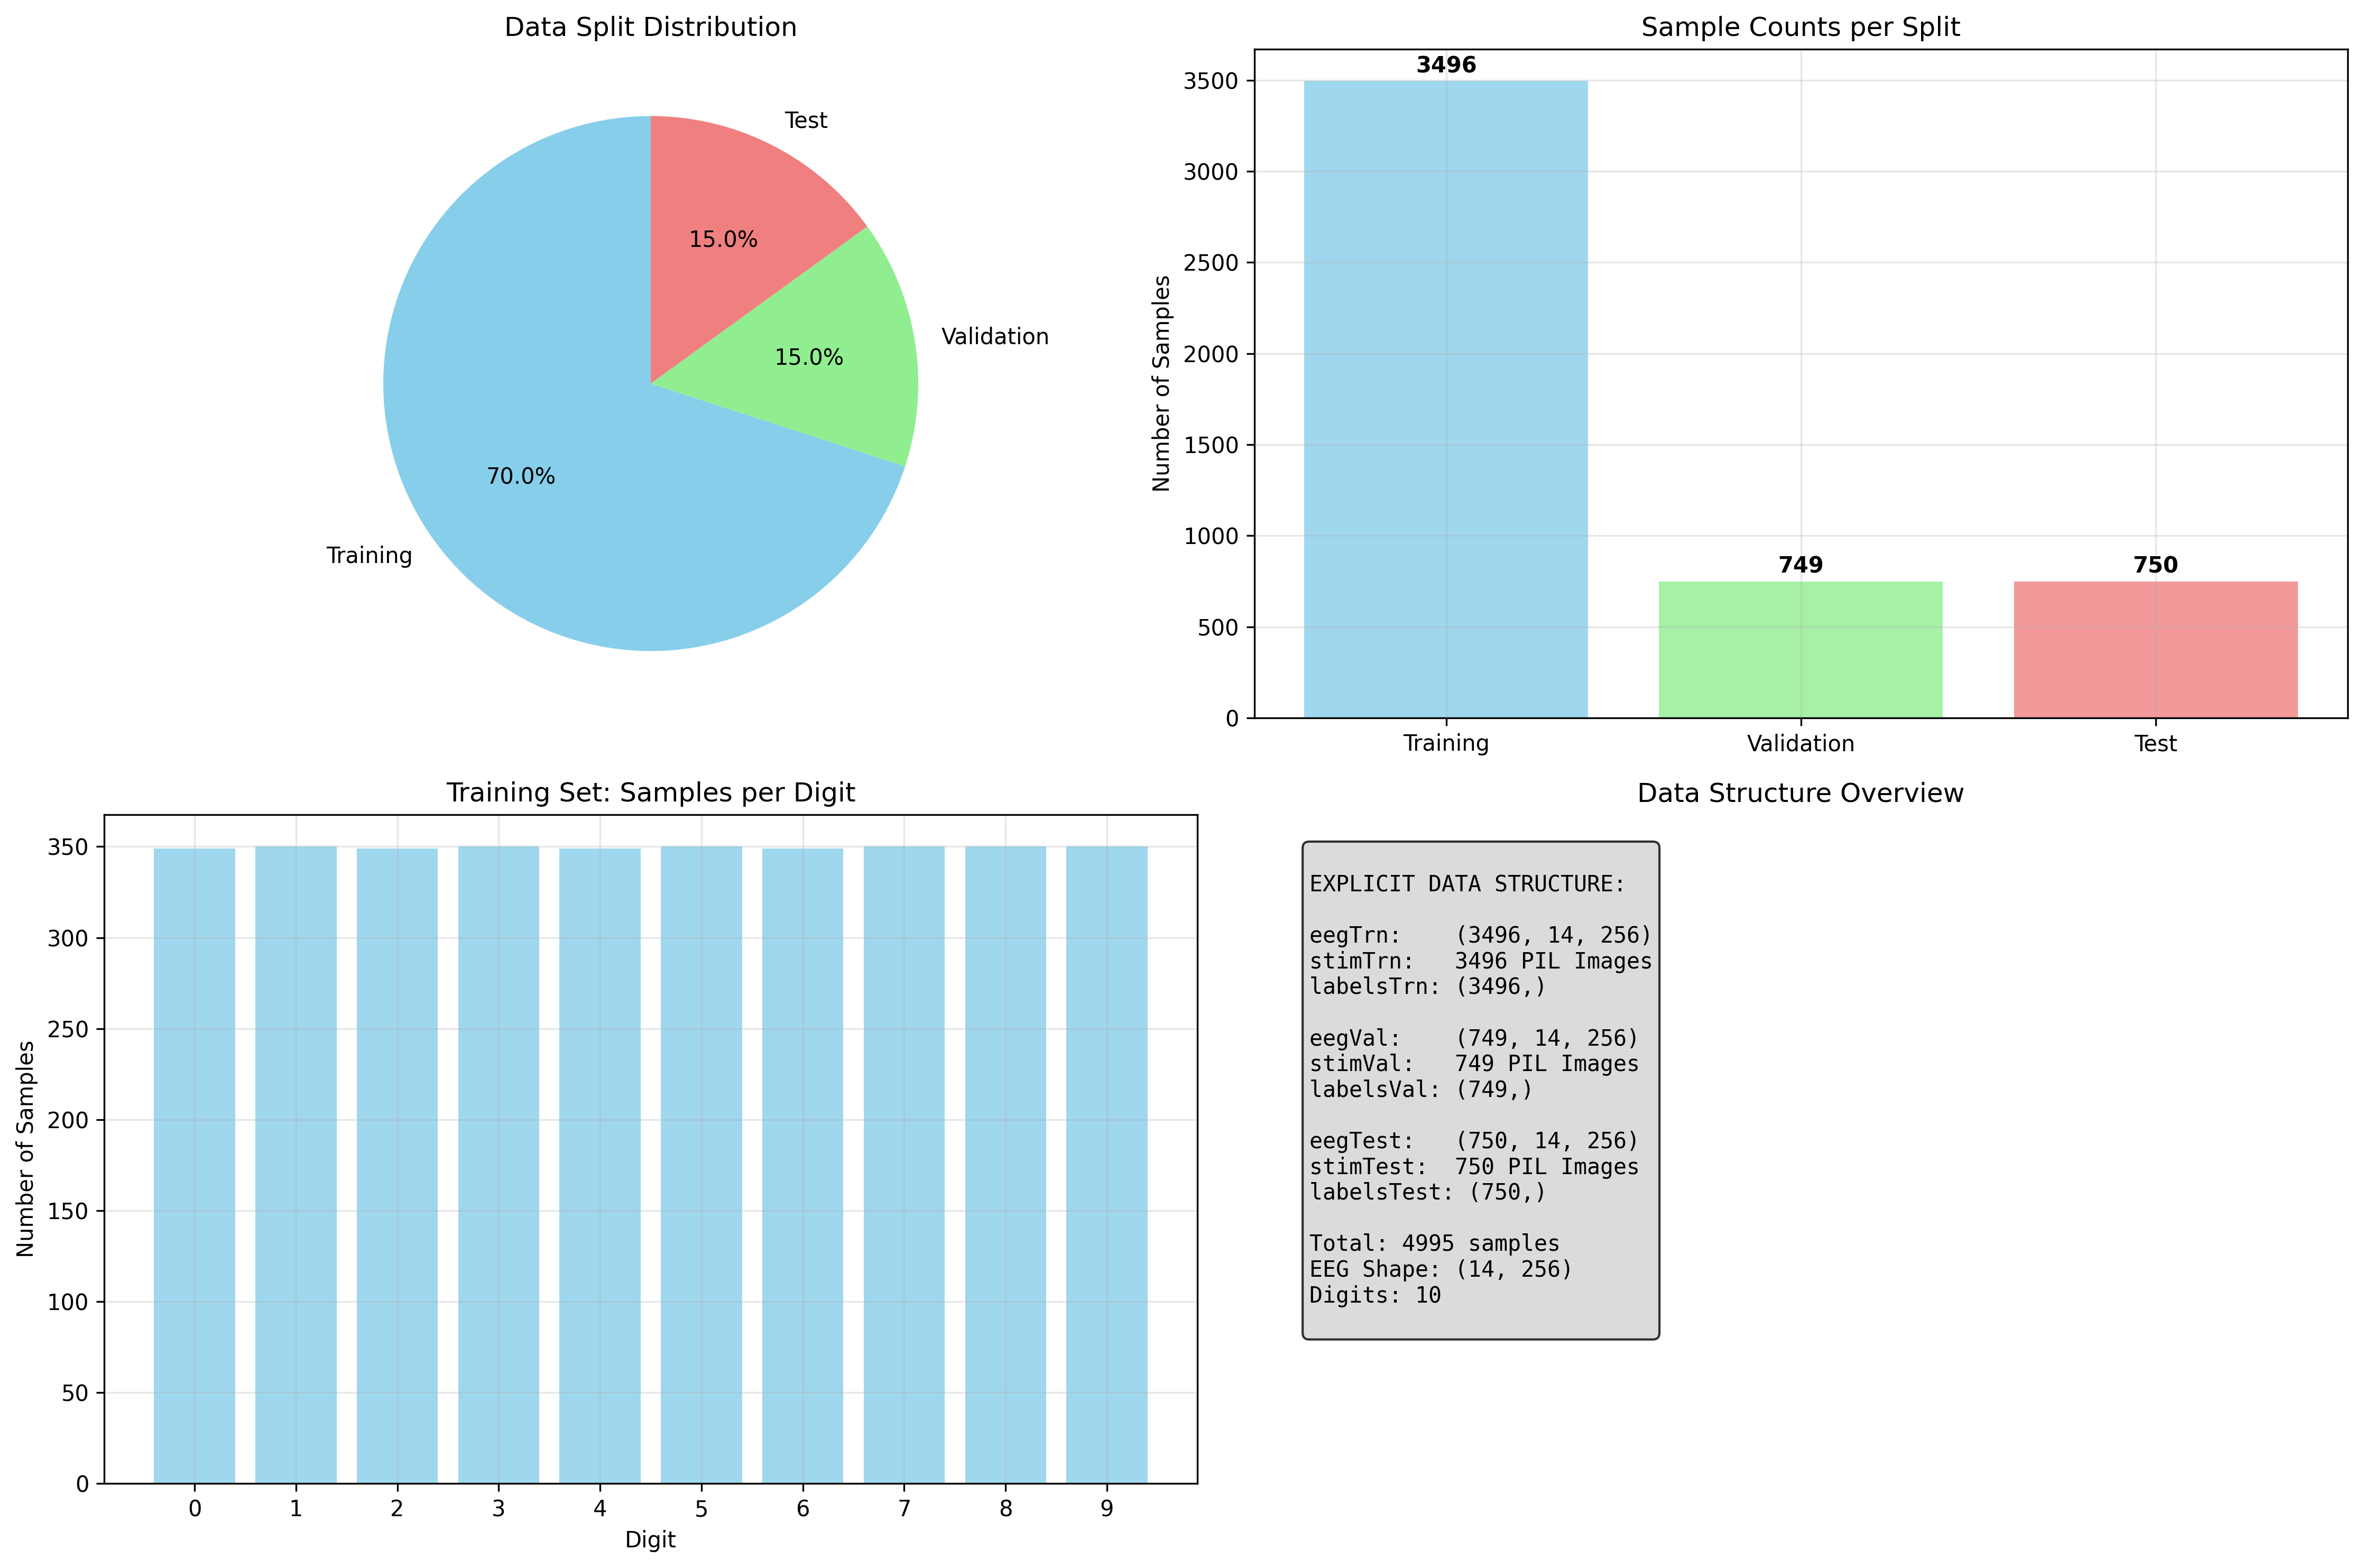 Data Split Distribution
Test
15.0%
Validation
15.0%
70.0%
Training
Sample Counts per Split
Number of Samples
3500
3000
2500
2000
1500
1000
500
0
3496
749
750
Training
Validation
Test
Training Set: Samples per Digit
Number of Samples
350
300
250
200
150
100
50
0
0 1 2 3 4 5 6 7 8 9
Digit
Data Structure Overview
EXPLICIT DATA STRUCTURE:
eegTrn: (3496, 14, 256)
stimTrn: 3496 PIL Images
labelsTrn: (3496,)
eegVal: (749, 14, 256)
stimVal: 749 PIL Images
labelsVal: (749,)
eegTest: (750, 14, 256)
stimTest: 750 PIL Images
labelsTest: (750,)
Total: 4995 samples
EEG Shape: (14, 256)
Digits: 10